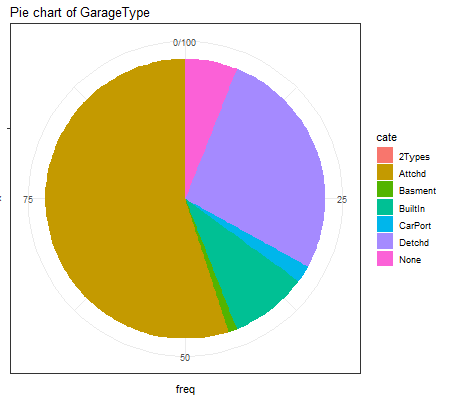 Pie chart of GarageType
0/100
25
50
75
freq
cate
2Types
Attchd
Basment
BuiltIn
CarPort
Detchd
None